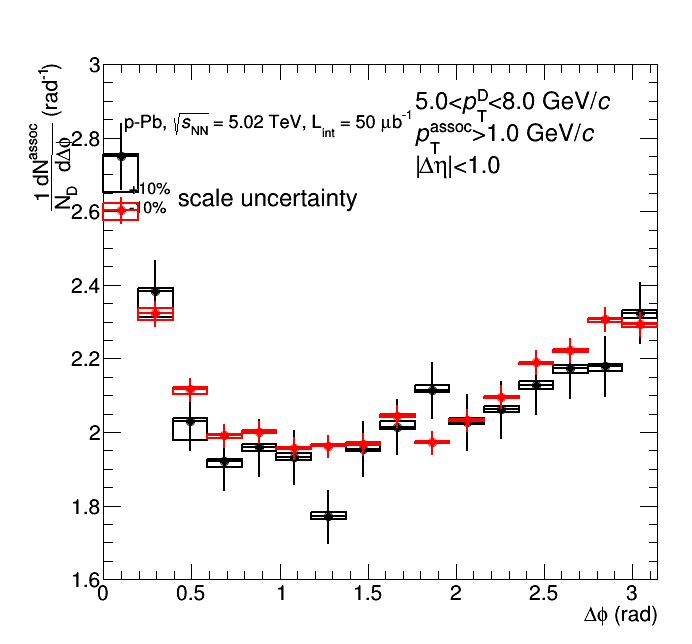 3
2.8
2.6
2.4
2.2
2
1.8
1.6
1 dN^assoc
N_D dΔϕ (rad^-1)
p-Pb, √s_NN = 5.02 TeV, L_int = 50 μb^-1
5.0<p_T^D<8.0 GeV/c
p_T^assoc>1.0 GeV/c
|Δη|<1.0
+10%
-10%
scale uncertainty
0 0.5 1 1.5 2 2.5 3
Δϕ (rad)